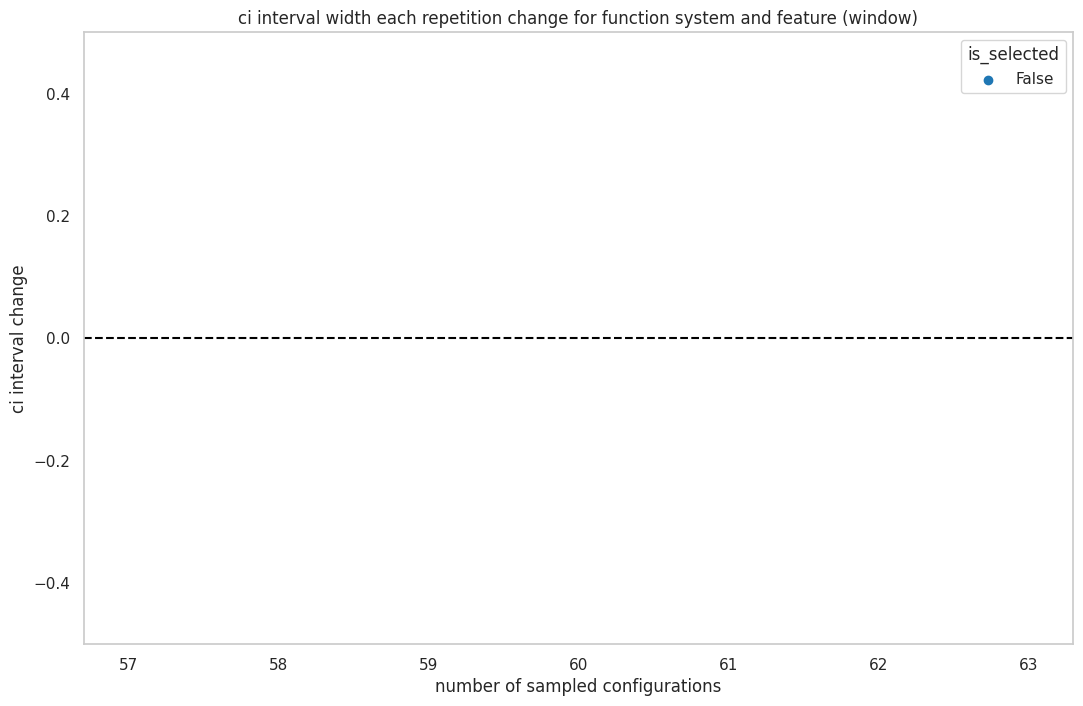 ci interval width each repetition change for function system and feature (window)
is_selected
False
0.4
0.2
0.0
−0.2
−0.4
ci interval change
57 58 59 60 61 62 63
number of sampled configurations